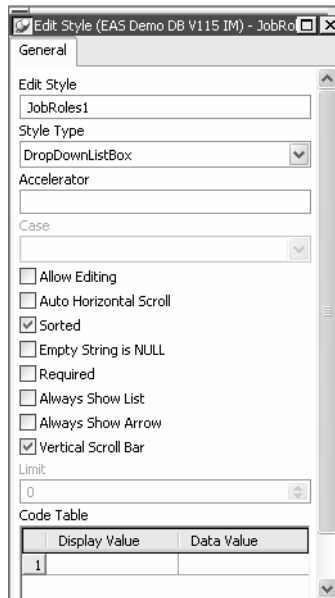 Edit Style (EAS Demo DB V115 IM) - JobRo
General
Edit Style
JobRoles1
Style Type
DropDownListBox
Accelerator
Case
Allow Editing
Auto Horizontal Scroll
Sorted
Empty String is NULL
Required
Always Show List
Always Show Arrow
Vertical Scroll Bar
Limit
0
Code Table
Display Value Data Value
1